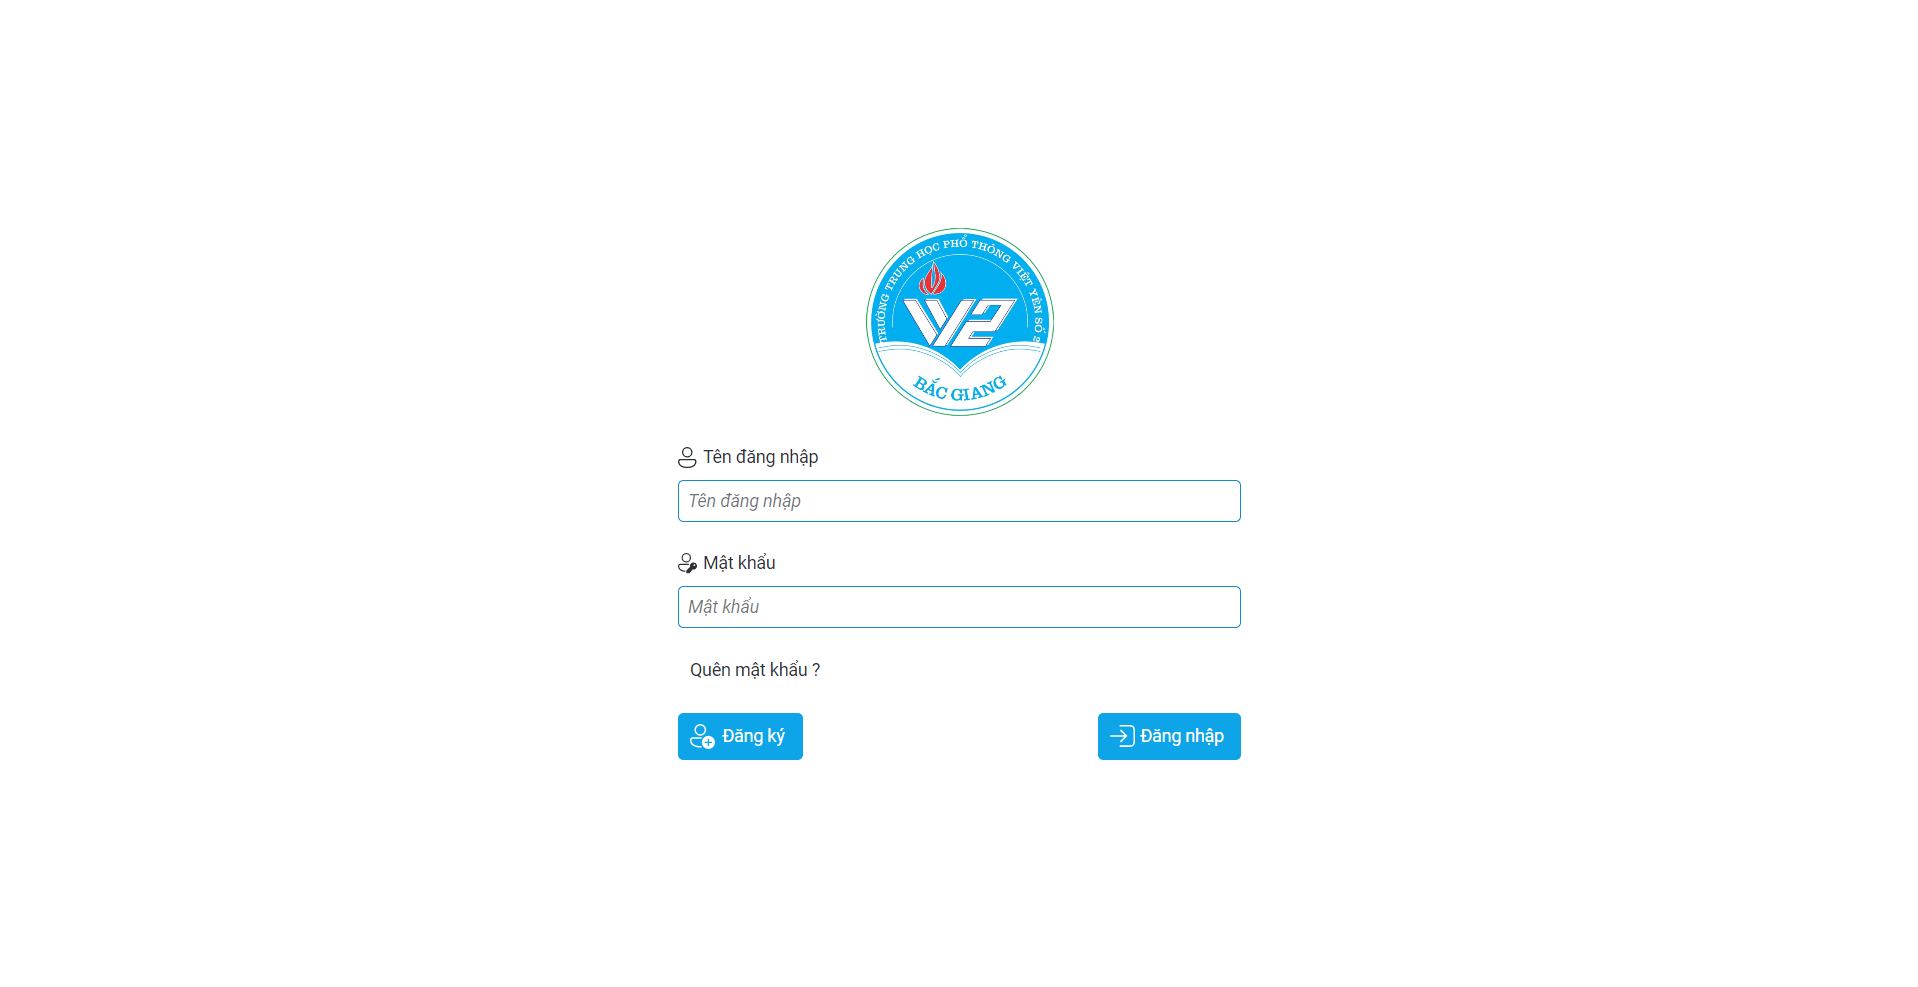 TRƯỜNG TRUNG HỌC PHỔ THÔNG VIỆT YÊN SỐ 2
VY2
BẮC GIANG
Tên đăng nhập
Tên đăng nhập
Mật khẩu
Mật khẩu
Quên mật khẩu ?
Đăng ký
Đăng nhập